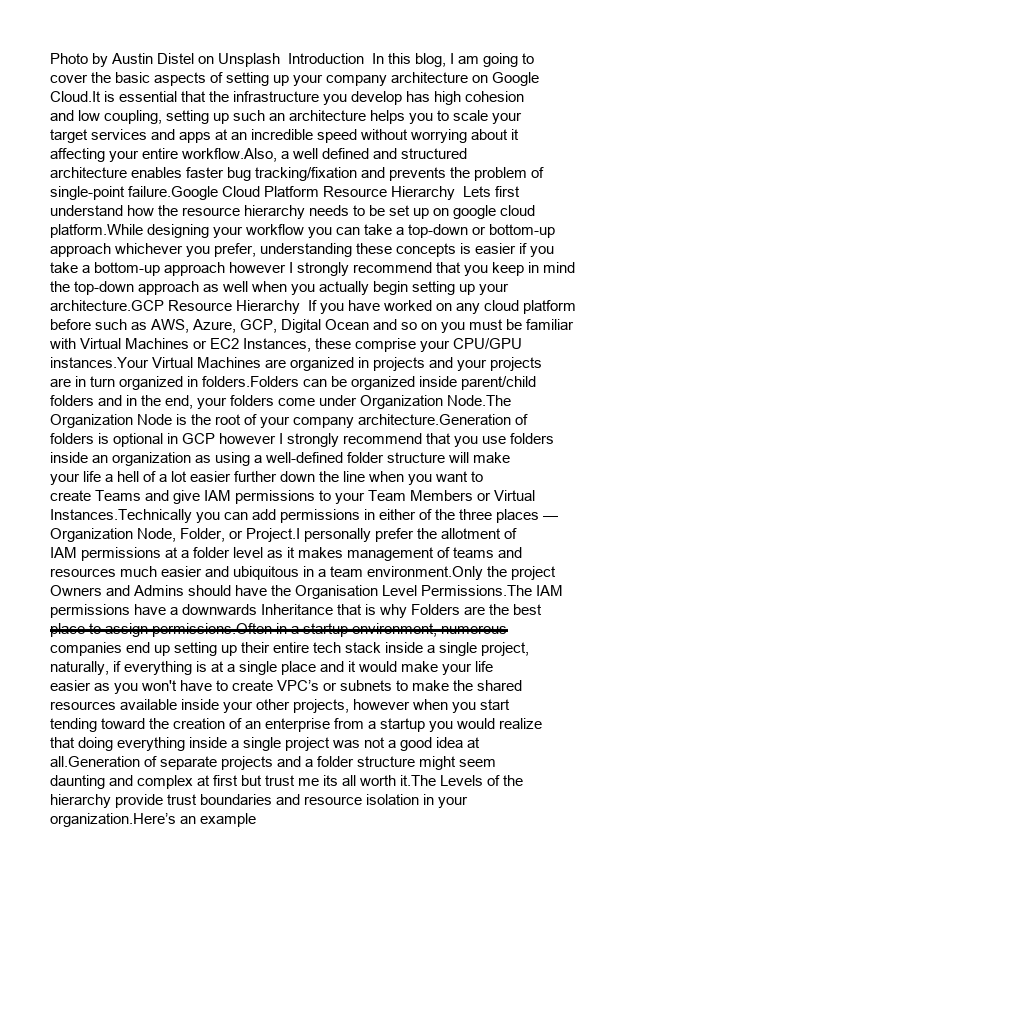 Photo by Austin Distel on Unsplash  Introduction  In this blog, I am going to
cover the basic aspects of setting up your company architecture on Google
Cloud.It is essential that the infrastructure you develop has high cohesion
and low coupling, setting up such an architecture helps you to scale your
target services and apps at an incredible speed without worrying about it
affecting your entire workflow.Also, a well defined and structured
architecture enables faster bug tracking/fixation and prevents the problem of
single-point failure.Google Cloud Platform Resource Hierarchy  Lets first
understand how the resource hierarchy needs to be set up on google cloud
platform.While designing your workflow you can take a top-down or bottom-up
approach whichever you prefer, understanding these concepts is easier if you
take a bottom-up approach however I strongly recommend that you keep in mind
the top-down approach as well when you actually begin setting up your
architecture.GCP Resource Hierarchy  If you have worked on any cloud platform
before such as AWS, Azure, GCP, Digital Ocean and so on you must be familiar
with Virtual Machines or EC2 Instances, these comprise your CPU/GPU
instances.Your Virtual Machines are organized in projects and your projects
are in turn organized in folders.Folders can be organized inside parent/child
folders and in the end, your folders come under Organization Node.The
Organization Node is the root of your company architecture.Generation of
folders is optional in GCP however I strongly recommend that you use folders
inside an organization as using a well-defined folder structure will make
your life a hell of a lot easier further down the line when you want to
create Teams and give IAM permissions to your Team Members or Virtual
Instances.Technically you can add permissions in either of the three places —
Organization Node, Folder, or Project.I personally prefer the allotment of
IAM permissions at a folder level as it makes management of teams and
resources much easier and ubiquitous in a team environment.Only the project
Owners and Admins should have the Organisation Level Permissions.The IAM
permissions have a downwards Inheritance that is why Folders are the best
place to assign permissions.Often in a startup environment, numerous
companies end up setting up their entire tech stack inside a single project,
naturally, if everything is at a single place and it would make your life
easier as you won't have to create VPC’s or subnets to make the shared
resources available inside your other projects, however when you start
tending toward the creation of an enterprise from a startup you would realize
that doing everything inside a single project was not a good idea at
all.Generation of separate projects and a folder structure might seem
daunting and complex at first but trust me its all worth it.The Levels of the
hierarchy provide trust boundaries and resource isolation in your
organization.Here’s an example